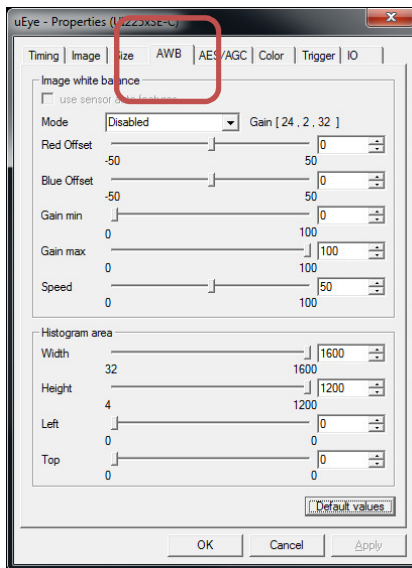 uEye - Properties (UI225xSE-C)
Timing Image Size AWB AES/AGC Color Trigger IO
Image white balance
use sensor auto features
Mode Disabled Gain [ 24 , 2 , 32 ]
Red Offset 0
-50 50
Blue Offset 0
-50 50
Gain min 0
0 100
Gain max 100
0 100
Speed 50
0 100
Histogram area
Width 1600
32 1600
Height 1200
4 1200
Left 0
0 0
Top 0
0 0
Default values
OK Cancel Apply